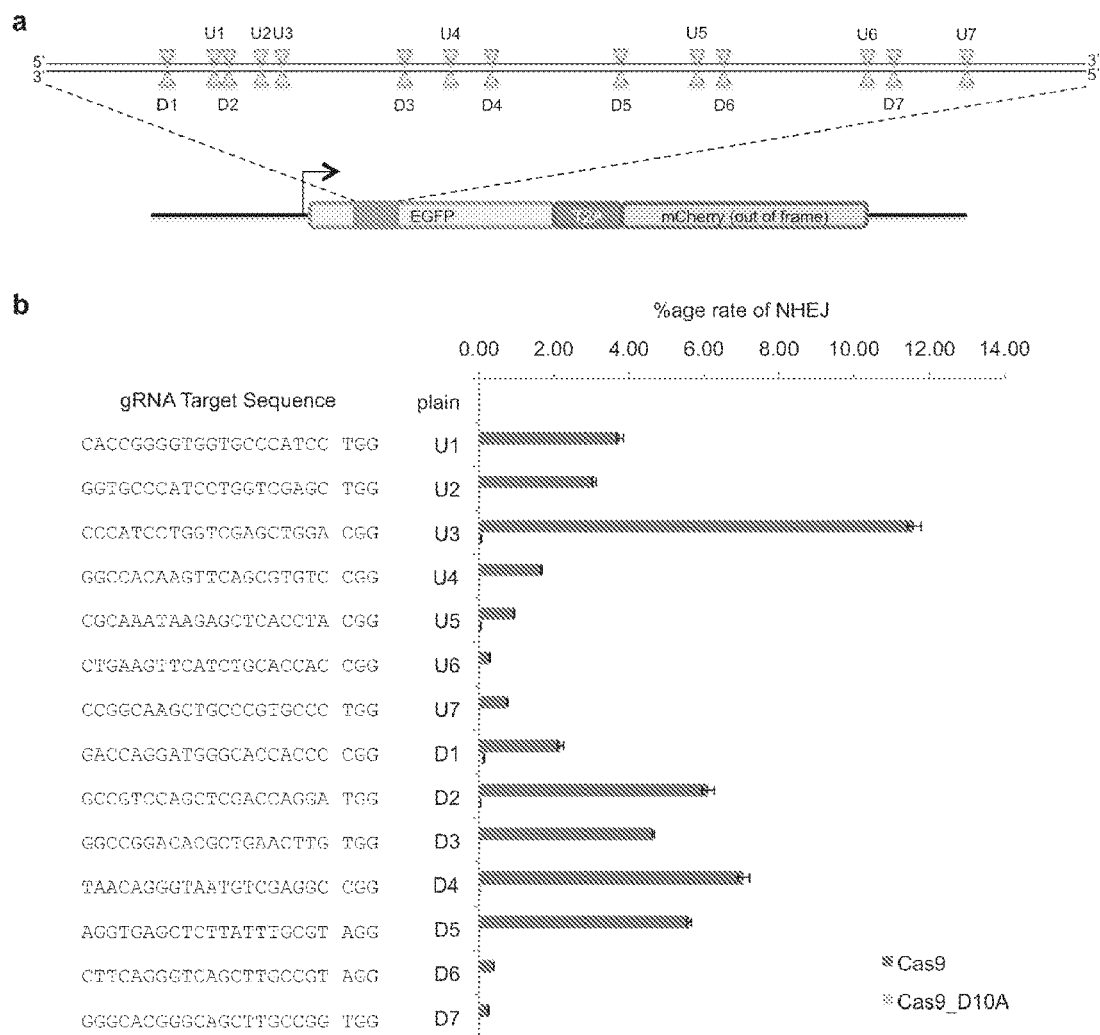 a
U1 U2 U3 U4 U5 U6 U7
5' 3'
3' 5'
D1 D2 D3 D4 D5 D6 D7
EGFP mCherry (out of frame)
b
%age rate of NHEJ
0.00 2.00 4.00 6.00 8.00 10.00 12.00 14.00
gRNA Target Sequence plain
CACCGGGGTGGTGCCCATCC TGG U1
GGTGCCCATCCTGGTCGAGC TGG U2
CCCATCCTGGTCGAGCTGGA CGG U3
GGCCACAAGTTCAGCGTGTC CGG U4
CGCAAATAAGAGCTCACCTA CGG U5
CTGAAGTTCATCTGCACCAC CGG U6
CCGGCAAGCTGCCCGTGCCC TGG U7
GACCAGGATGGGCACCACCC CGG D1
GCCGTCCAGCTCGACCAGGA TGG D2
GGCCGGACACGCTGAACTTG TGG D3
TAACAGGGTAATGTCGAGGC CGG D4
AGGTGAGCTCTTATTTGCGT AGG D5
CTTCAGGGTCAGCTTGCCGT AGG D6
GGGCACGGGCAGCTTGCCGG TGG D7
Cas9
Cas9_D10A